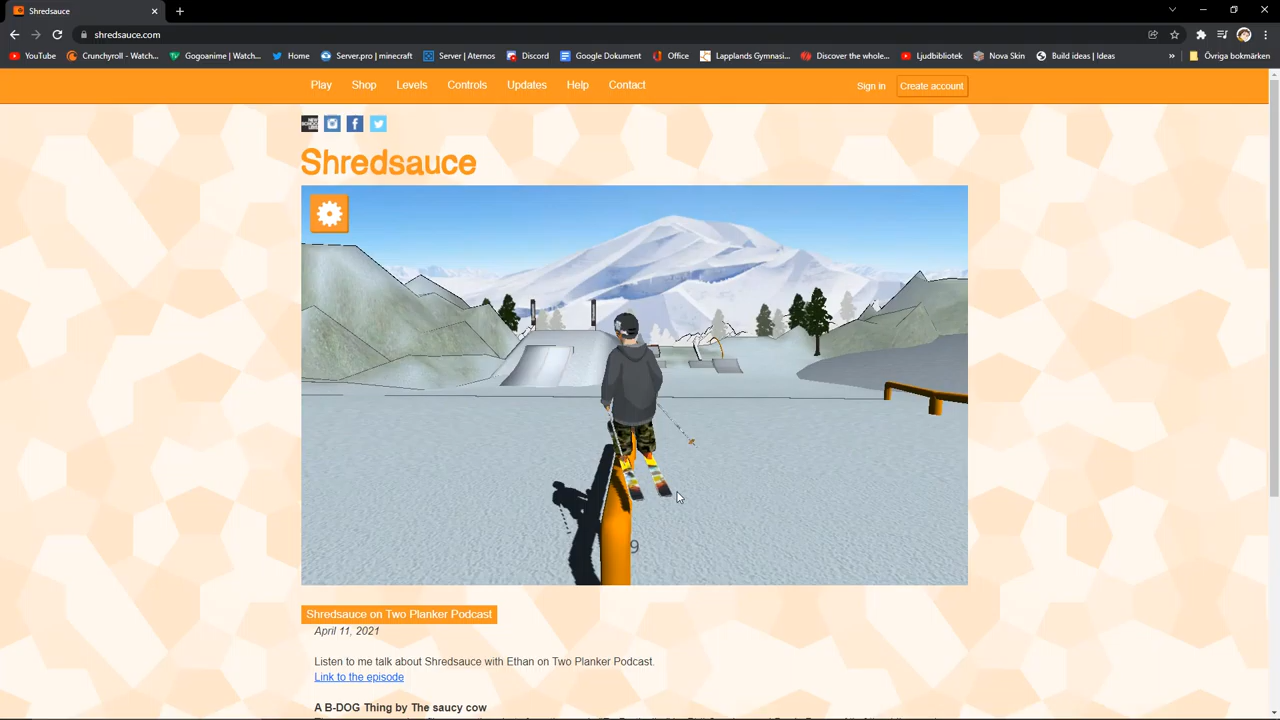 Shredsauce
shredsauce.com
YouTube Crunchyroll - Watch... Gogoanime | Watch... Home Server.pro | minecraft Server | Aternos Discord Google Dokument Office Lapplands Gymnasi... Discover the whole... Ljudbibliotek Nova Skin Build ideas | Ideas » Övriga bokmärken
Play Shop Levels Controls Updates Help Contact Sign in Create account
Shredsauce
9
Shredsauce on Two Planker Podcast
April 11, 2021
Listen to me talk about Shredsauce with Ethan on Two Planker Podcast.
Link to the episode
A B-DOG Thing by The saucy cow